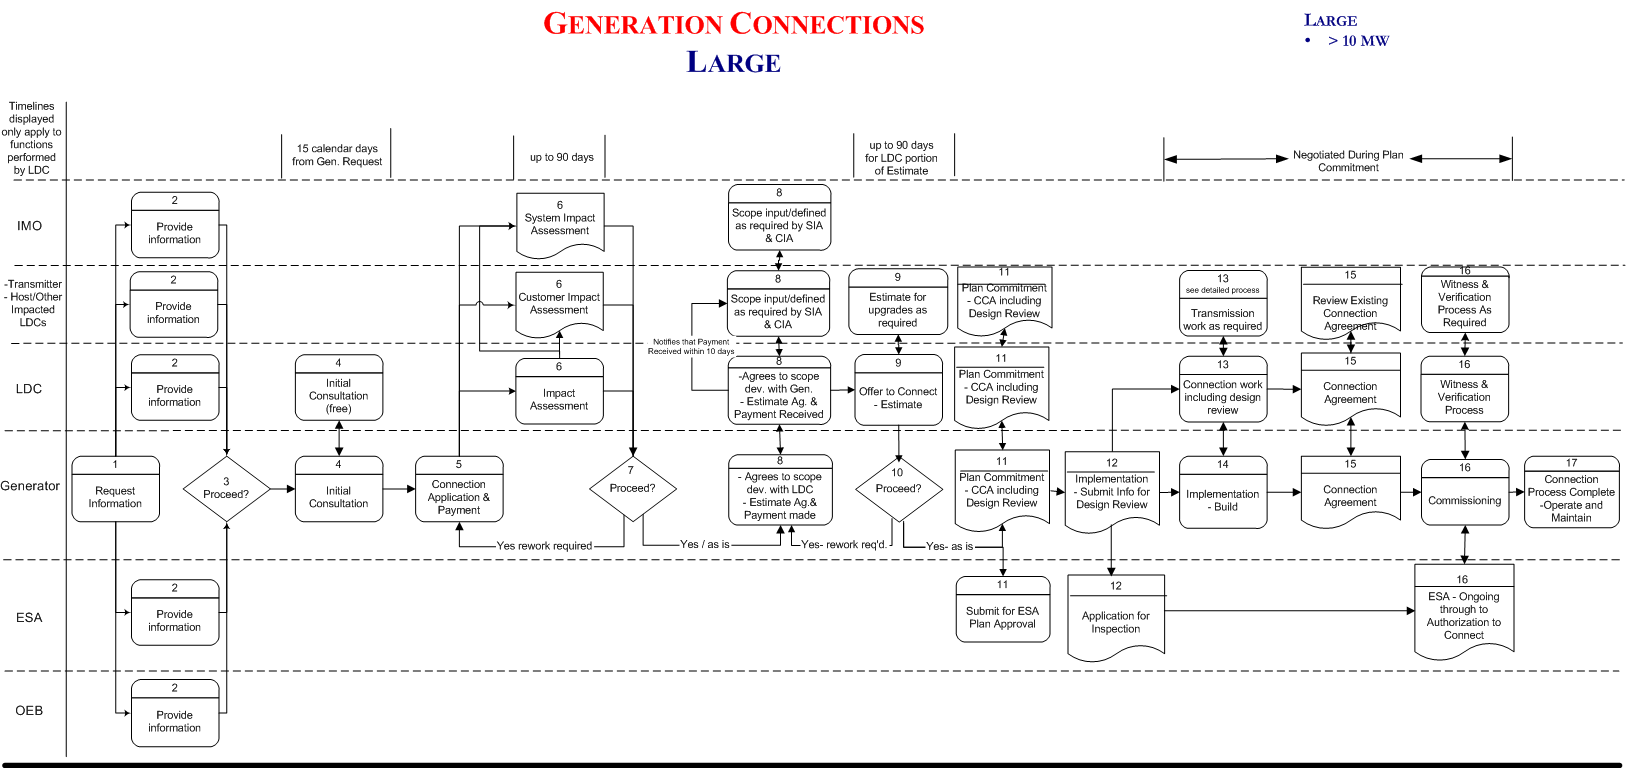 GENERATION CONNECTIONS
LARGE
LARGE
• > 10 MW
Timelines
displayed
only apply to
functions
performed
by LDC
15 calendar days
from Gen. Request
up to 90 days
up to 90 days
for LDC portion
of Estimate
Negotiated During Plan
Commitment
IMO
2
Provide
information
6
System Impact
Assessment
8
Scope input/defined
as required by SIA
& CIA
-Transmitter
- Host/Other
Impacted
LDCs
2
Provide
information
6
Customer Impact
Assessment
8
Scope input/defined
as required by SIA
& CIA
9
Estimate for
upgrades as
required
11
Plan Commitment
- CCA including
Design Review
13
see detailed process
Transmission
work as required
15
Review Existing
Connection
Agreement
16
Witness &
Verification
Process As
Required
Notifies that Payment
Received within 10 days
LDC
2
Provide
information
4
Initial
Consultation
(free)
6
Impact
Assessment
8
-Agrees to scope
dev. with Gen.
- Estimate Ag. &
Payment Received
9
Offer to Connect
- Estimate
11
Plan Commitment
- CCA including
Design Review
13
Connection work
including design
review
15
Connection
Agreement
16
Witness &
Verification
Process
Generator
1
Request
Information
3
Proceed?
4
Initial
Consultation
5
Connection
Application &
Payment
7
Proceed?
8
- Agrees to scope
dev. with LDC
- Estimate Ag.&
Payment made
10
Proceed?
11
Plan Commitment
- CCA including
Design Review
12
Implementation
- Submit Info for
Design Review
14
Implementation
- Build
15
Connection
Agreement
16
Commissioning
17
Connection
Process Complete
-Operate and
Maintain
Yes rework required
Yes / as is
Yes- rework req'd.
Yes- as is
ESA
2
Provide
information
11
Submit for ESA
Plan Approval
12
Application for
Inspection
16
ESA - Ongoing
through to
Authorization to
Connect
OEB
2
Provide
information